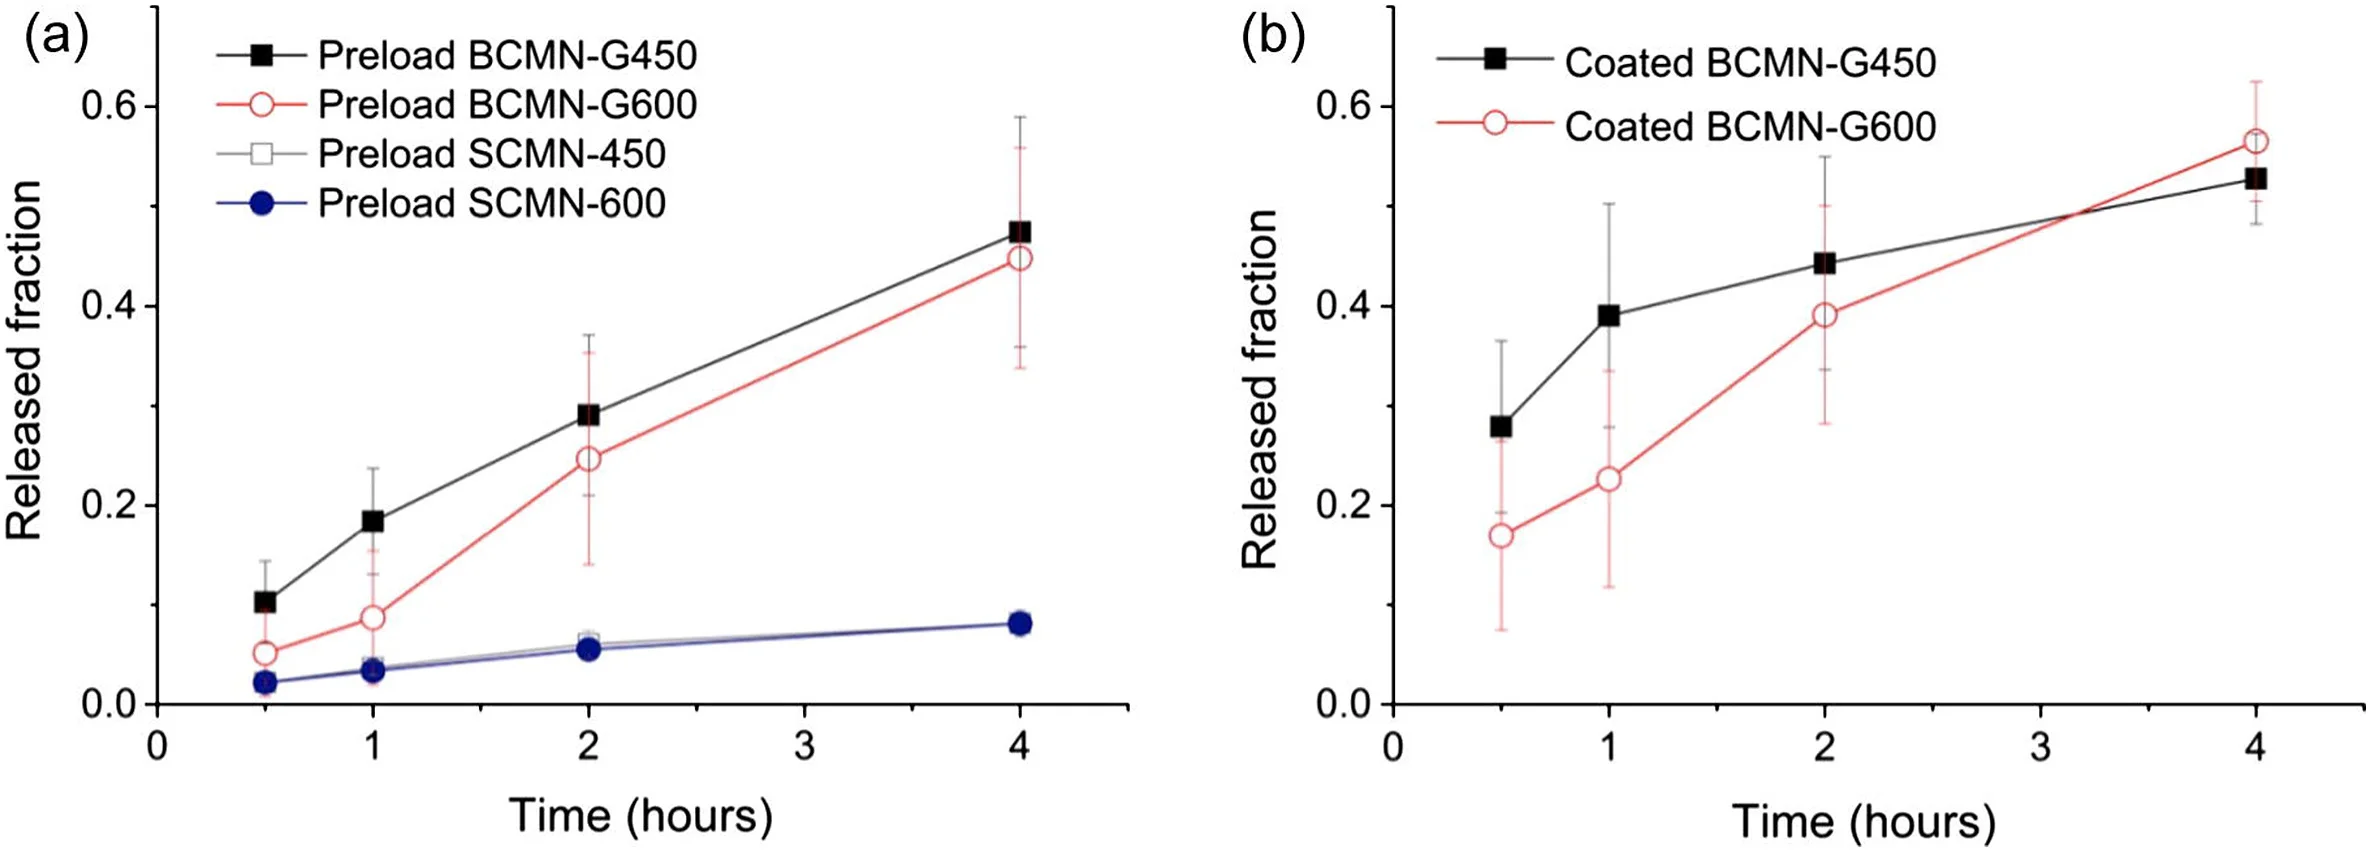 (a)
Preload BCMN-G450
Preload BCMN-G600
Preload SCMN-450
Preload SCMN-600
Released fraction
0.6
0.4
0.2
0.0
0 1 2 3 4
Time (hours)
(b)
Coated BCMN-G450
Coated BCMN-G600
Released fraction
0.6
0.4
0.2
0.0
0 1 2 3 4
Time (hours)